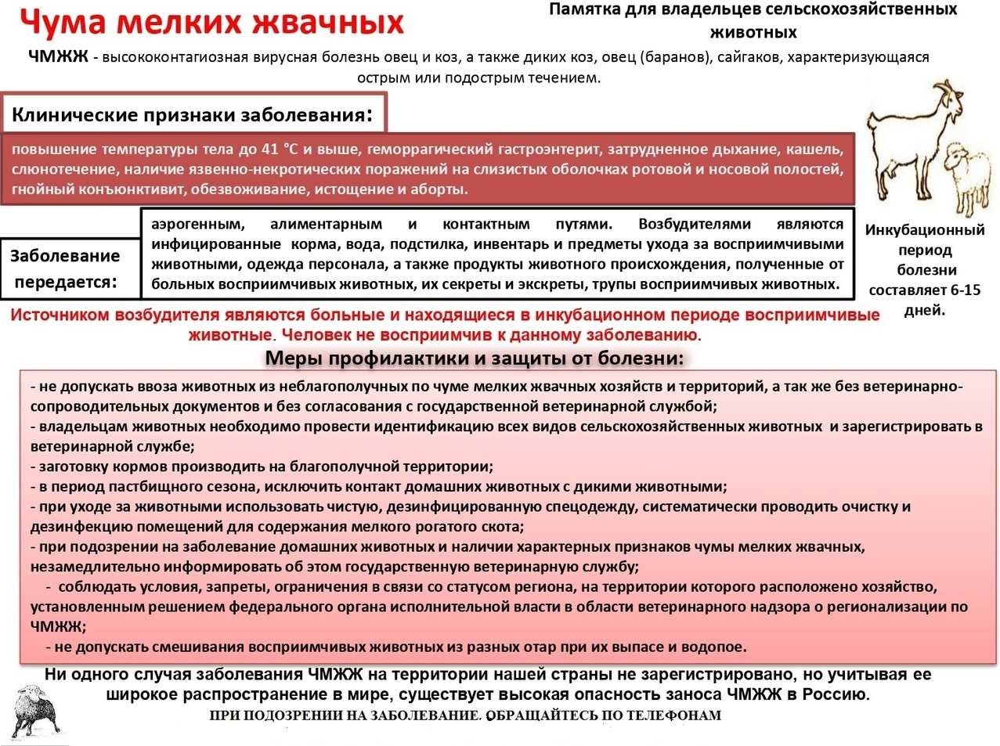 Чума мелких жвачных
Памятка для владельцев сельскохозяйственных
животных
ЧМЖЖ - высококонтагиозная вирусная болезнь овец и коз, а также диких коз, овец (баранов), сайгаков, характеризующаяся
острым или подострым течением.
Клинические признаки заболевания:
повышение температуры тела до 41 °С и выше, геморрагический гастроэнтерит, затрудненное дыхание, кашель,
слюнотечение, наличие язвенно-некротических поражений на слизистых оболочках ротовой и носовой полостей,
гнойный конъюнктивит, обезвоживание, истощение и аборты.
Заболевание
передается:
аэрогенным, алиментарным и контактным путями. Возбудителями являются
инфицированные корма, вода, подстилка, инвентарь и предметы ухода за восприимчивыми
животными, одежда персонала, а также продукты животного происхождения, полученные от
больных восприимчивых животных, их секреты и экскреты, трупы восприимчивых животных.
Инкубационный
период
болезни
составляет 6-15
дней.
Источником возбудителя являются больные и находящиеся в инкубационном периоде восприимчивые
животные. Человек не восприимчив к данному заболеванию.
Меры профилактики и защиты от болезни:
- не допускать ввоза животных из неблагополучных по чуме мелких жвачных хозяйств и территорий, а так же без ветеринарно-
сопроводительных документов и без согласования с государственной ветеринарной службой;
- владельцам животных необходимо провести идентификацию всех видов сельскохозяйственных животных и зарегистрировать в
ветеринарной службе;
- заготовку кормов производить на благополучной территории;
- в период пастбищного сезона, исключить контакт домашних животных с дикими животными;
- при уходе за животными использовать чистую, дезинфицированную спецодежду, систематически проводить очистку и
дезинфекцию помещений для содержания мелкого рогатого скота;
- при подозрении на заболевание домашних животных и наличии характерных признаков чумы мелких жвачных,
незамедлительно информировать об этом государственную ветеринарную службу;
- соблюдать условия, запреты, ограничения в связи со статусом региона, на территории которого расположено хозяйство,
установленным решением федерального органа исполнительной власти в области ветеринарного надзора о регионализации по
ЧМЖЖ;
- не допускать смешивания восприимчивых животных из разных отар при их выпасе и водопое.
Ни одного случая заболевания ЧМЖЖ на территории нашей страны не зарегистрировано, но учитывая ее
широкое распространение в мире, существует высокая опасность заноса ЧМЖЖ в Россию.
ПРИ ПОДОЗРЕНИИ НА ЗАБОЛЕВАНИЕ. ОБРАЩАЙТЕСЬ ПО ТЕЛЕФОНАМ